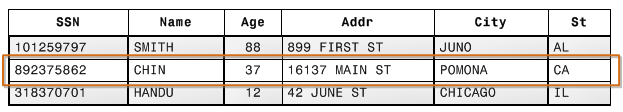 SSN Name Age Addr City St
101259797 SMITH 88 899 FIRST ST JUNO AL
892375862 CHIN 37 16137 MAIN ST POMONA CA
318370701 HANDU 12 42 JUNE ST CHICAGO IL